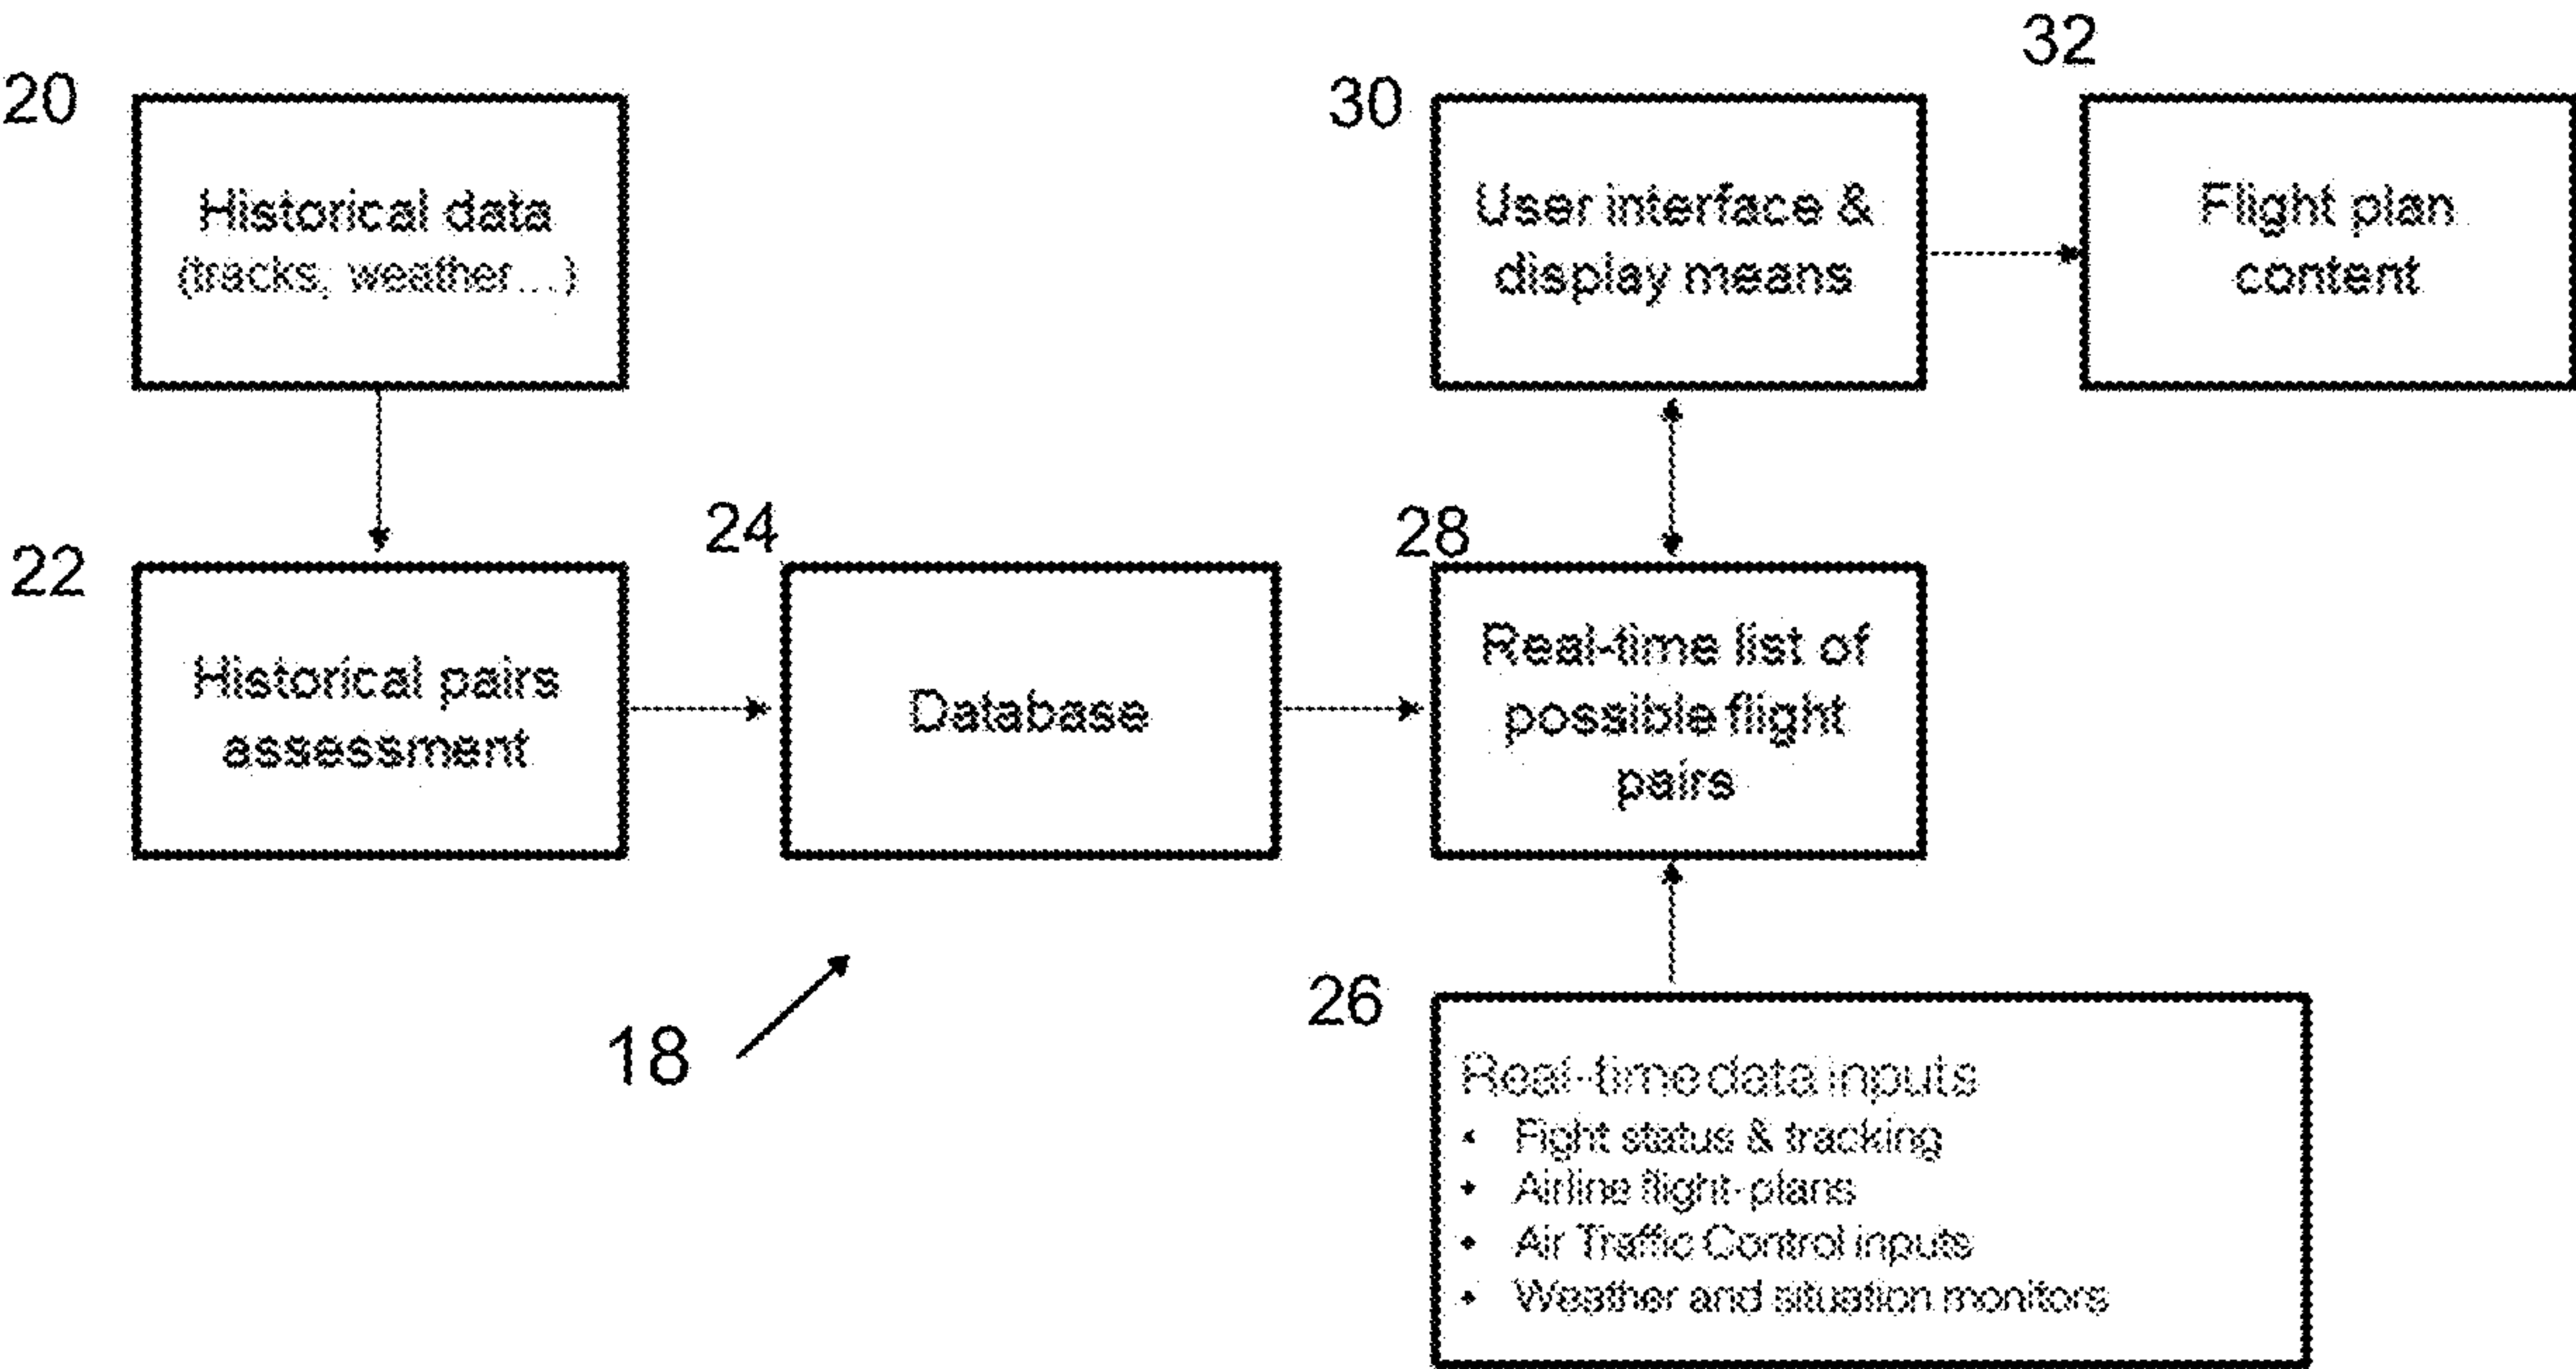 20
Historical data
(tracks, weather...)
30
User interface &
display means
32
Flight plan
content
22
Historical pairs
assessment
24
Database
28
Real-time list of
possible flight
pairs
18
26
Real-time data inputs
• Fight status & tracking
• Airline flight-plans
• Air Traffic Control inputs
• Weather and situation monitors